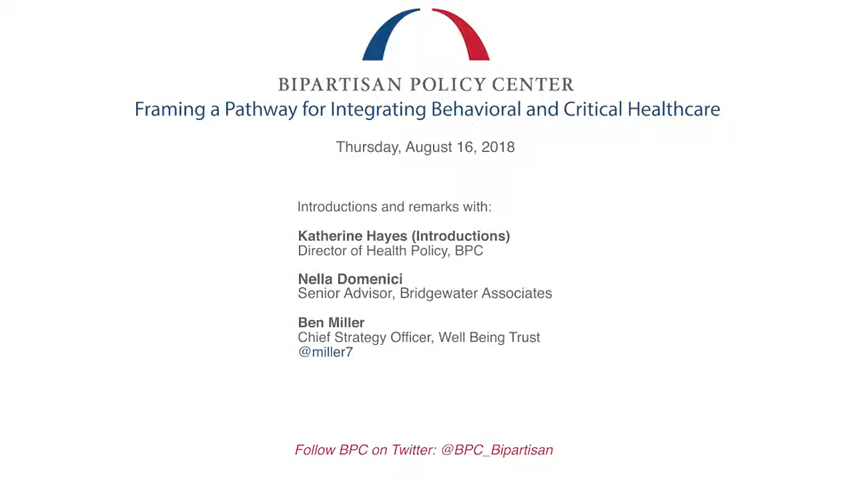 BIPARTISAN POLICY CENTER
Framing a Pathway for Integrating Behavioral and Critical Healthcare
Thursday, August 16, 2018
Introductions and remarks with:
Katherine Hayes (Introductions)
Director of Health Policy, BPC
Nella Domenici
Senior Advisor, Bridgewater Associates
Ben Miller
Chief Strategy Officer, Well Being Trust
@miller7
Follow BPC on Twitter: @BPC_Bipartisan